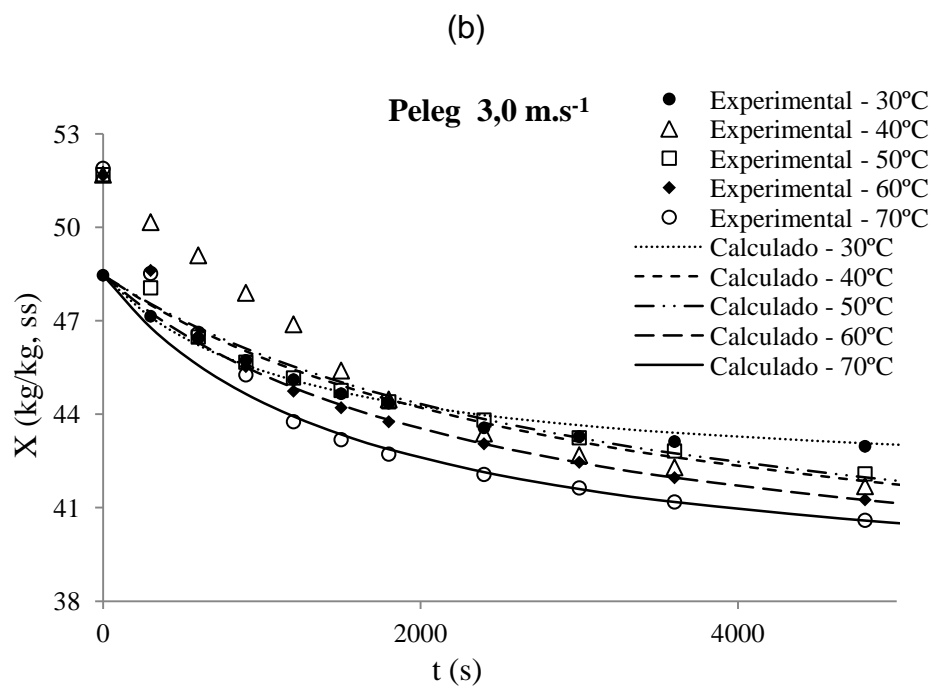 (b)
Peleg 3,0 m.s-1
Experimental - 30ºC
Experimental - 40ºC
Experimental - 50ºC
Experimental - 60ºC
Experimental - 70ºC
Calculado - 30ºC
Calculado - 40ºC
Calculado - 50ºC
Calculado - 60ºC
Calculado - 70ºC
53
50
47
44
41
38
X (kg/kg, ss)
0
2000
4000
t (s)